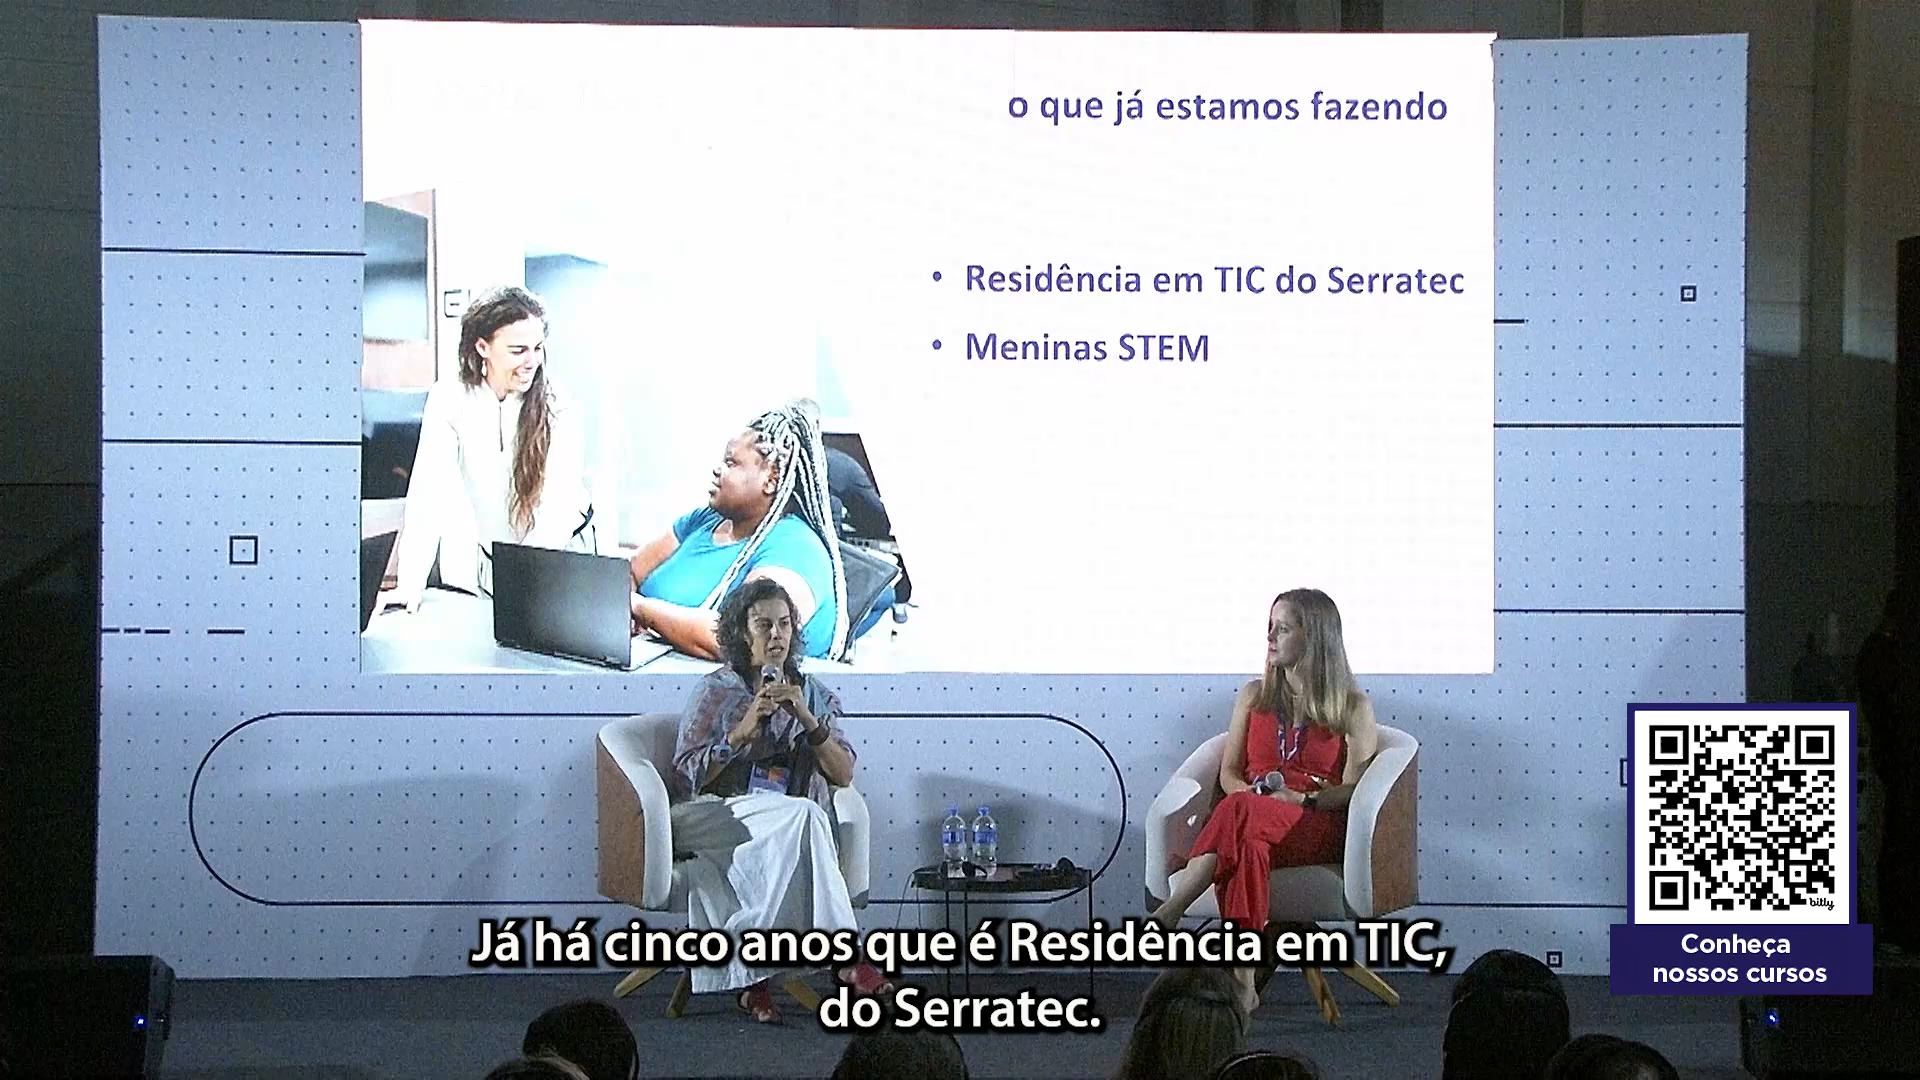 o que já estamos fazendo
• Residência em TIC do Serratec
• Meninas STEM
bitly
Conheça
nossos cursos
Já há cinco anos que é Residência em TIC,
do Serratec.